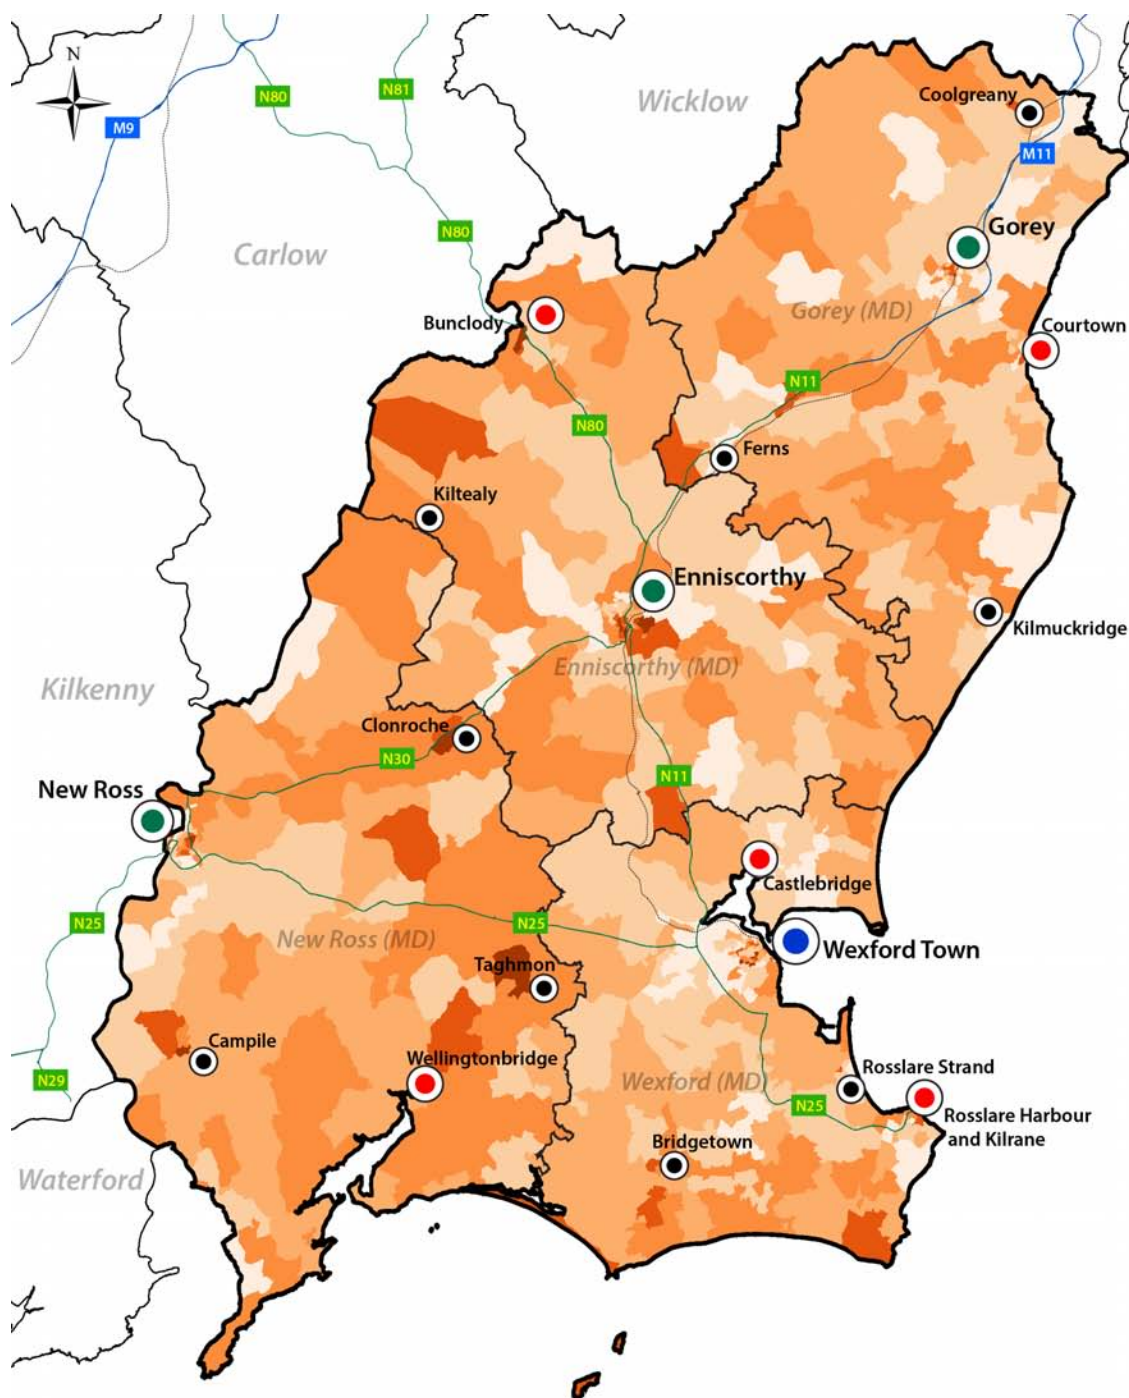 N
N80
N81
Wicklow
Coolgreany
M9
M11
Gorey
N80
Carlow
Gorey (MD)
Bunclody
Courtown
N11
N80
Ferns
Kiltealy
Enniscorthy
Kilmuckridge
Enniscorthy (MD)
Kilkenny
Clonroche
N30
N11
New Ross
Castlebridge
N25
N25
New Ross (MD)
Wexford Town
Taghmon
Campile
Wellingtonbridge
Rosslare Strand
N29
Wexford (MD)
N25
Rosslare Harbour
and Kilrane
Bridgetown
Waterford